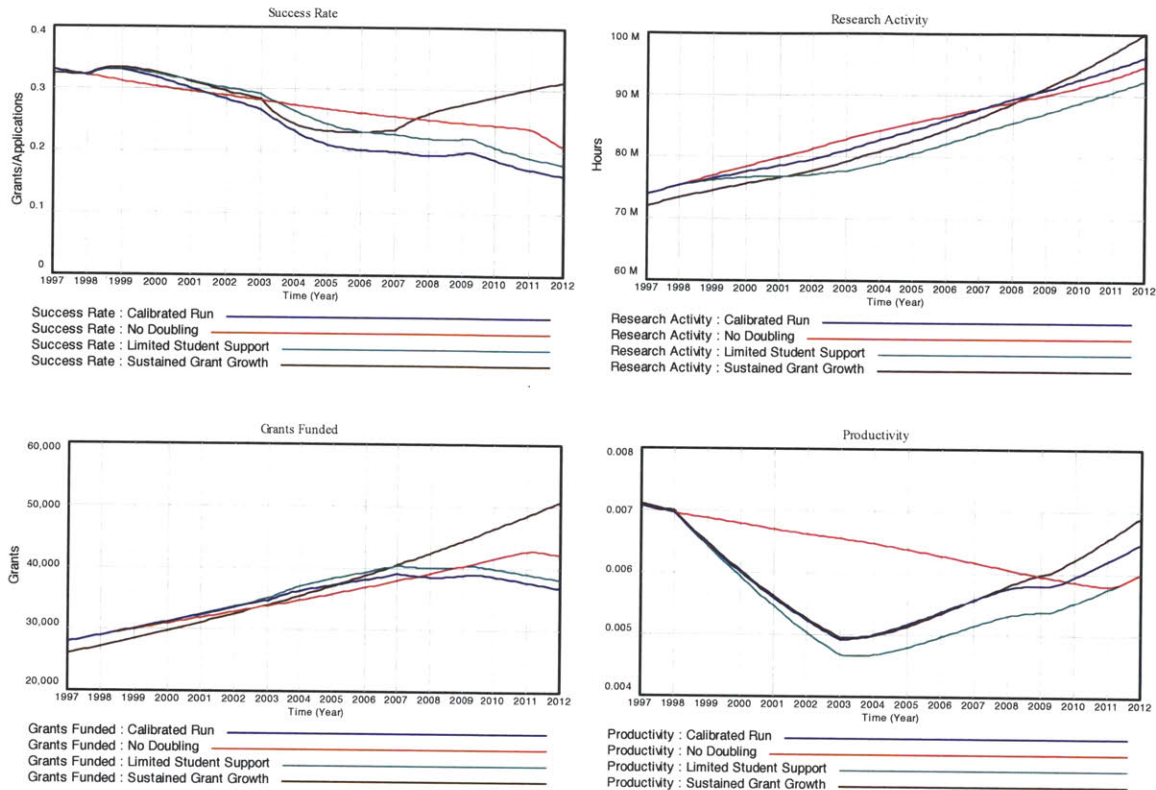 Success Rate
Grants/Applications
0.4
0.3
0.2
0.1
0
1997 1998 1999 2000 2001 2002 2003 2004 2005 2006 2007 2008 2009 2010 2011 2012
Time (Year)
Success Rate : Calibrated Run
Success Rate : No Doubling
Success Rate : Limited Student Support
Success Rate : Sustained Grant Growth
Research Activity
Hours
100 M
90 M
80 M
70 M
60 M
1997 1998 1999 2000 2001 2002 2003 2004 2005 2006 2007 2008 2009 2010 2011 2012
Time (Year)
Research Activity : Calibrated Run
Research Activity : No Doubling
Research Activity : Limited Student Support
Research Activity : Sustained Grant Growth
Grants Funded
Grants
60,000
50,000
40,000
30,000
20,000
1997 1998 1999 2000 2001 2002 2003 2004 2005 2006 2007 2008 2009 2010 2011 2012
Time (Year)
Grants Funded : Calibrated Run
Grants Funded : No Doubling
Grants Funded : Limited Student Support
Grants Funded : Sustained Grant Growth
Productivity
0.008
0.007
0.006
0.005
0.004
1997 1998 1999 2000 2001 2002 2003 2004 2005 2006 2007 2008 2009 2010 2011 2012
Time (Year)
Productivity : Calibrated Run
Productivity : No Doubling
Productivity : Limited Student Support
Productivity : Sustained Grant Growth